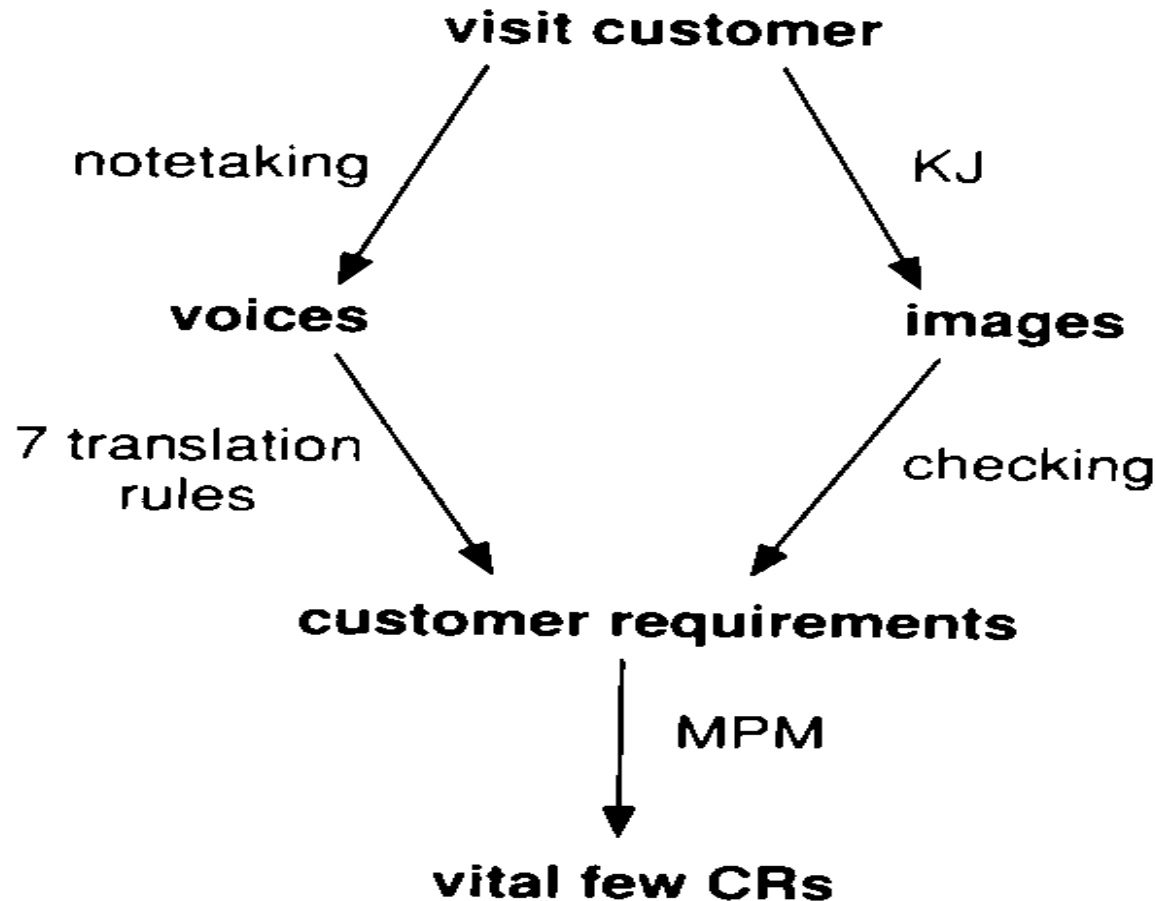 visit customer
notetaking
KJ
voices
images
7 translation
rules
checking
customer requirements
MPM
vital few CRs